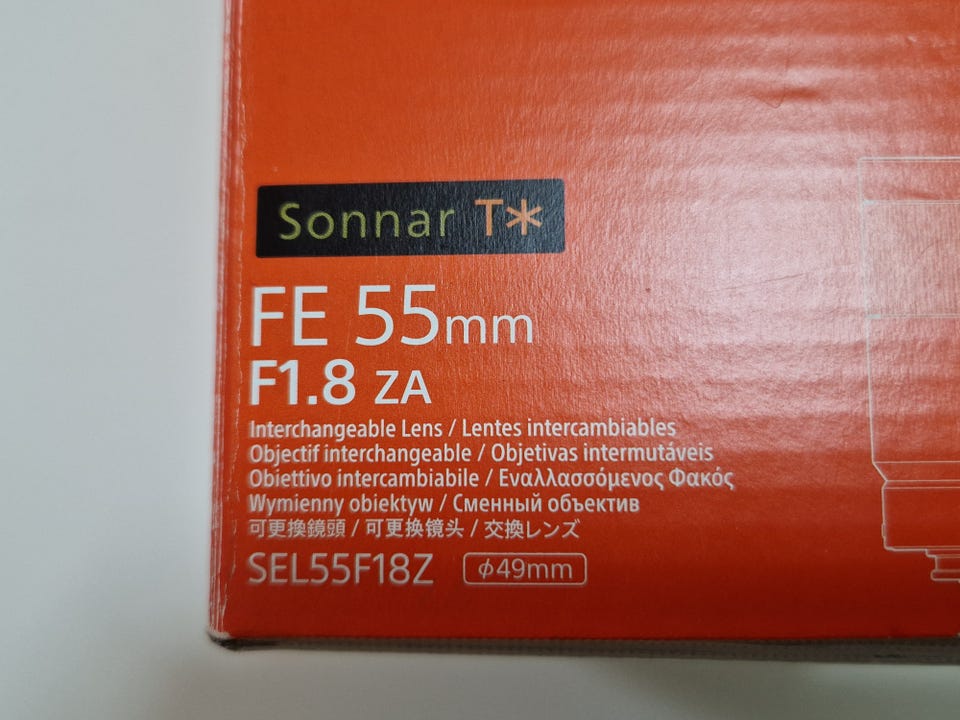 Sonnar T*
FE 55mm
F1.8 ZA
Interchangeable Lens / Lentes intercambiables
Objectif interchangeable / Objetivas intermutáveis
Obiettivo intercambiabile / Εναλλασσόμενος Φακός
Wymienny obiektyw / Сменный объектив
可更換鏡頭 / 可更换镜头 / 交換レンズ
SEL55F18Z ϕ49mm